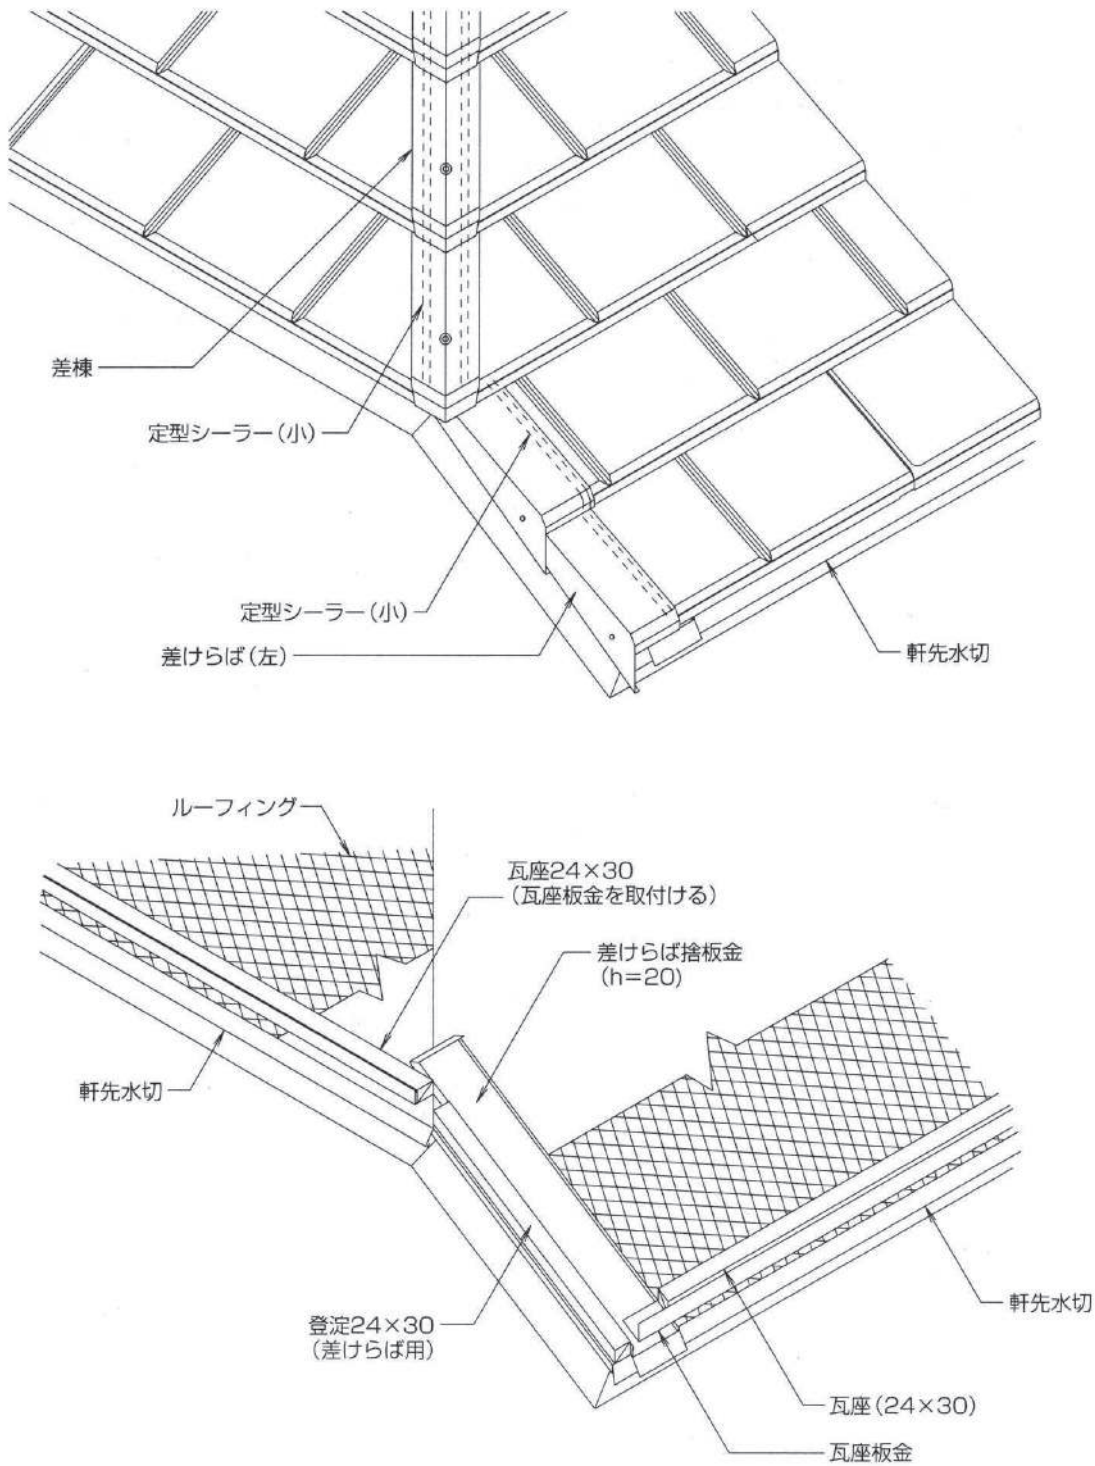 差棟
定型シーラー(小)
定型シーラー(小)
差けらば(左)
軒先水切
ルーフィング
瓦座24×30
(瓦座板金を取付ける)
差けらば捨板金
(h=20)
軒先水切
軒先水切
登淀24×30
(差けらば用)
瓦座(24×30)
瓦座板金